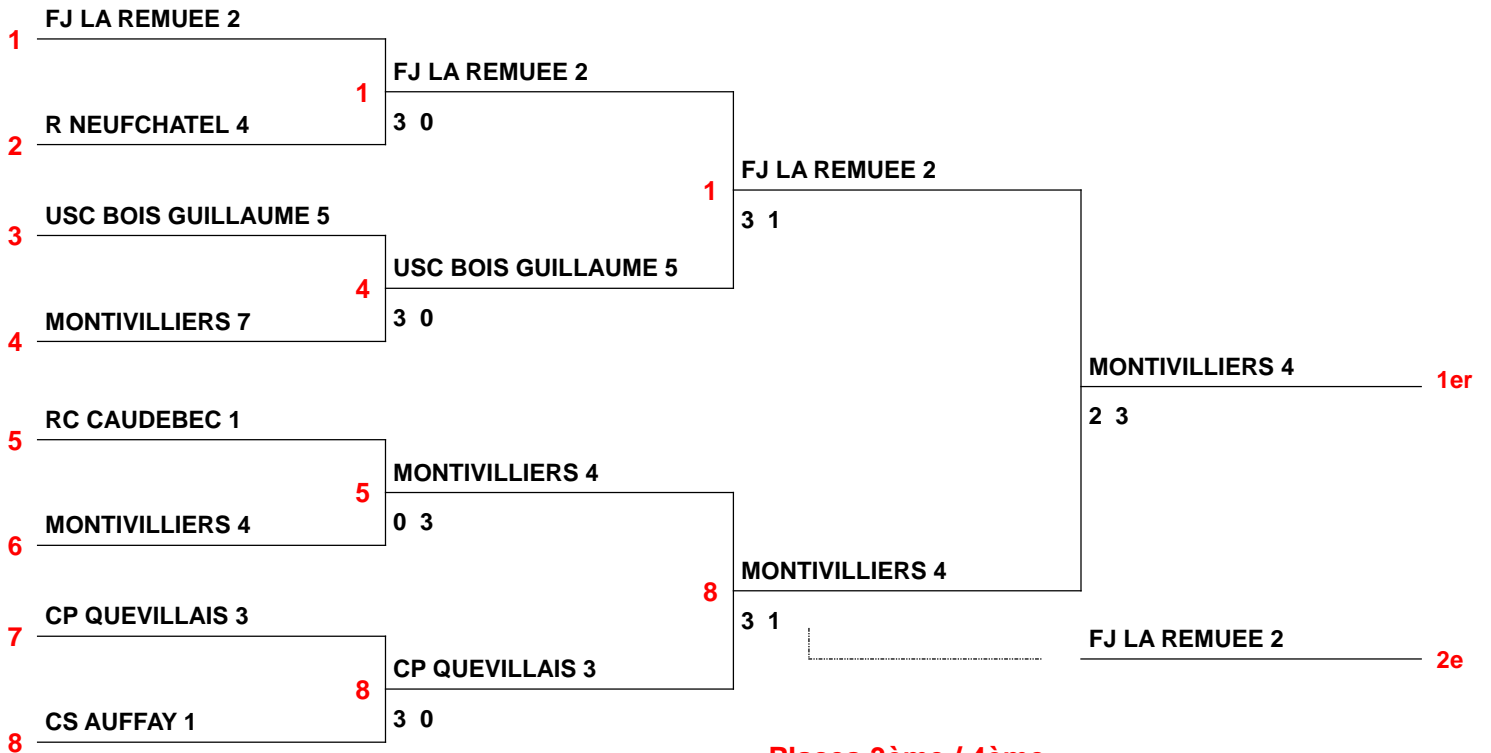 FJ LA REMUEE 2
1
FJ LA REMUEE 2
1
3 0
R NEUFCHATEL 4
2
FJ LA REMUEE 2
1
3 1
USC BOIS GUILLAUME 5
3
USC BOIS GUILLAUME 5
4
3 0
MONTIVILLIERS 7
4
MONTIVILLIERS 4
1er
2 3
RC CAUDEBEC 1
5
MONTIVILLIERS 4
5
0 3
MONTIVILLIERS 4
6
MONTIVILLIERS 4
8
3 1
CP QUEVILLAIS 3
7
FJ LA REMUEE 2
2e
CP QUEVILLAIS 3
8
3 0
CS AUFFAY 1
8
Places 3ème / 4ème